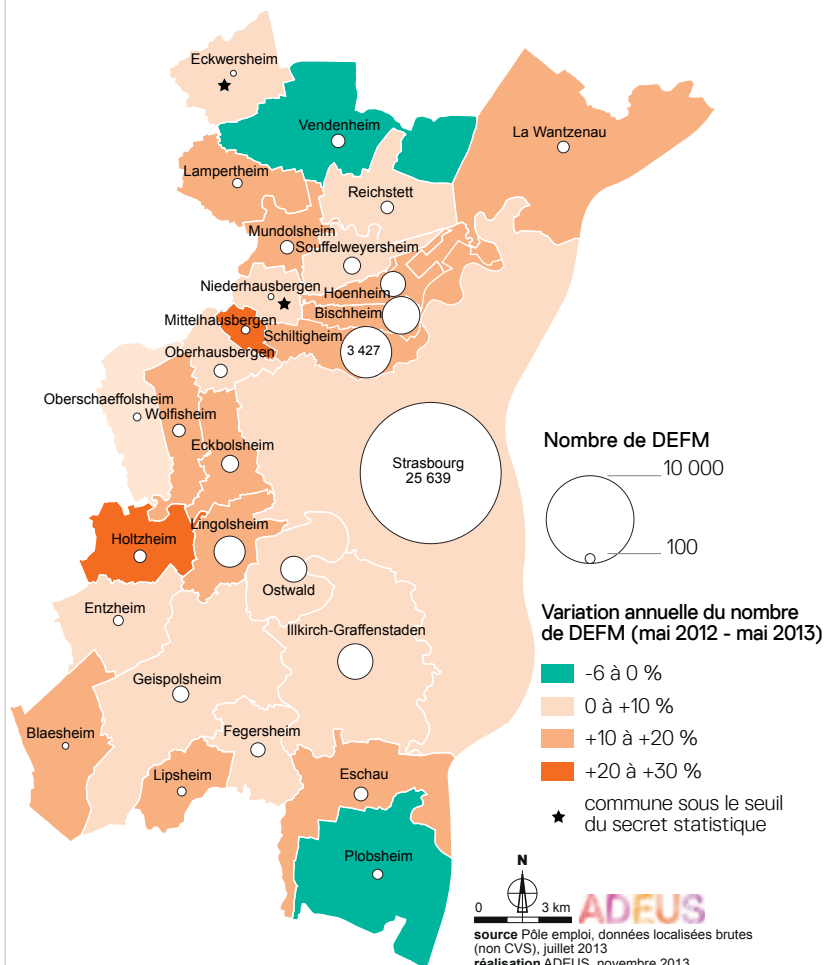 Eckwersheim
Vendenheim
La Wantzenau
Lampertheim
Reichstett
Mundolsheim
Souffelweyersheim
Niederhausbergen
Hoenheim
Bischheim
Mittelhausbergen
Schiltigheim
3 427
Oberhausbergen
Oberschaeffolsheim
Wolfisheim
Eckbolsheim
Strasbourg
25 639
Nombre de DEFM
10 000
100
Lingolsheim
Holtzheim
Ostwald
Entzheim
Illkirch-Graffenstaden
Variation annuelle du nombre
de DEFM (mai 2012 - mai 2013)
-6 à 0 %
0 à +10 %
+10 à +20 %
+20 à +30 %
commune sous le seuil
du secret statistique
Geispolsheim
Fegersheim
Blaesheim
Lipsheim
Eschau
Plobsheim
N
0 3 km
ADEUS
source Pôle emploi, données localisées brutes
(non CVS), juillet 2013
réalisation ADEUS, novembre 2013